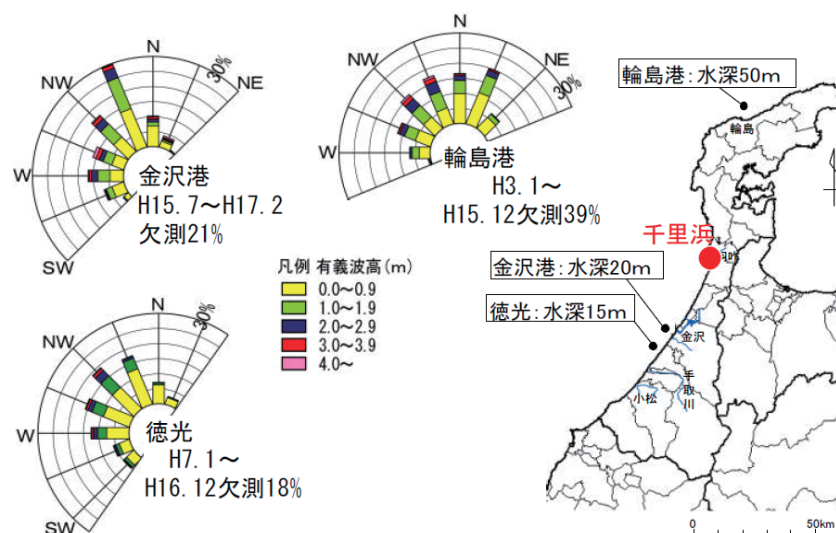 N
NW
NE
30%
W
SW
金沢港
H15.7～H17.2
欠測21%
N
NW
NE
30%
W
輪島港
H3.1～
H15.12欠測39%
N
NW
30%
W
SW
徳光
H7.1～
H16.12欠測18%
凡例 有義波高(m)
0.0～0.9
1.0～1.9
2.0～2.9
3.0～3.9
4.0～
輪島港:水深50m
輪島
千里浜
金沢港:水深20m
徳光:水深15m
金沢
手取川
小松
0
50km